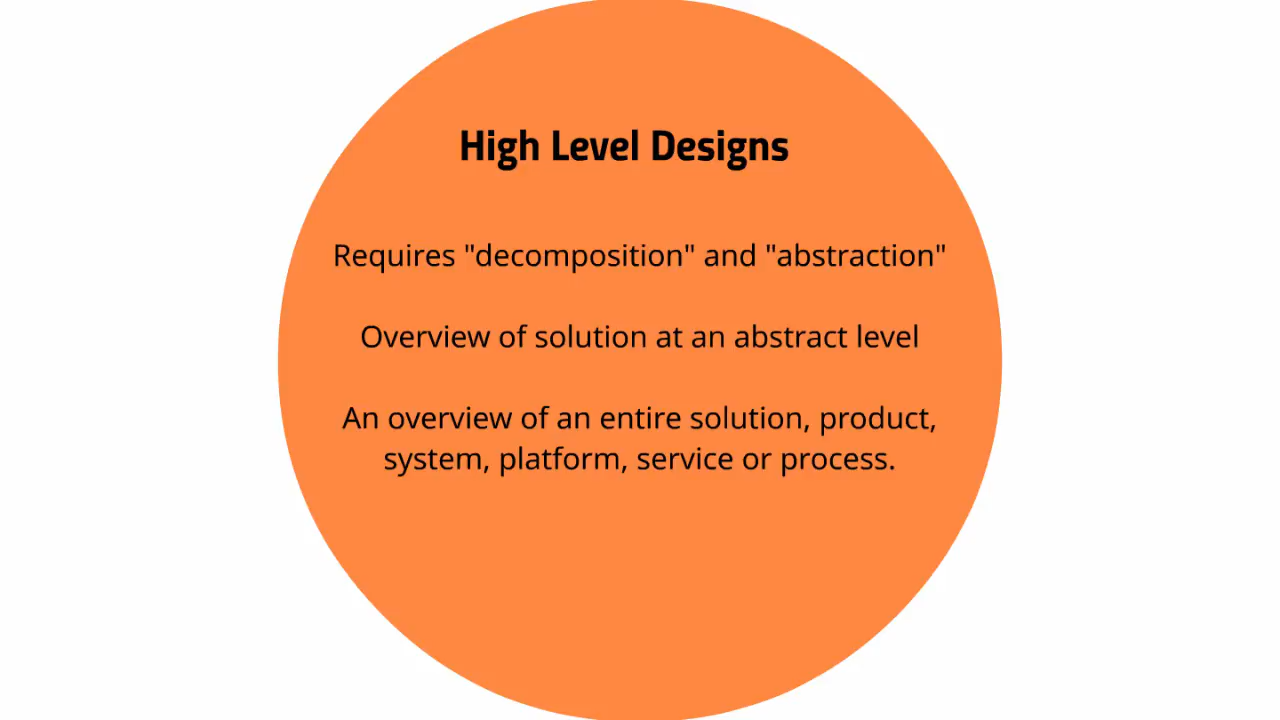 High Level Designs
Requires "decomposition" and "abstraction"
Overview of solution at an abstract level
An overview of an entire solution, product,
system, platform, service or process.